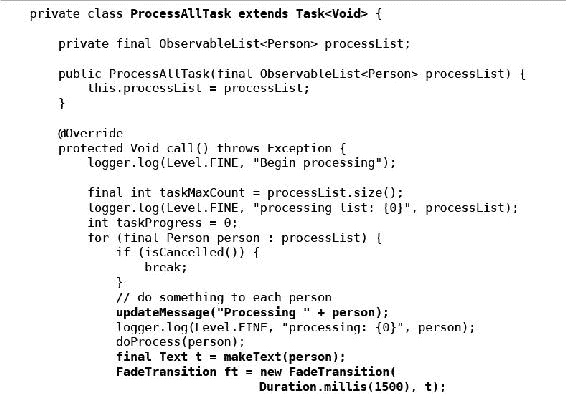 private class ProcessAllTask extends Task<Void> {
private final ObservableList<Person> processList;
public ProcessAllTask(final ObservableList<Person> processList) {
this.processList = processList;
}
@Override
protected Void call() throws Exception {
logger.log(Level.FINE, "Begin processing");
final int taskMaxCount = processList.size();
logger.log(Level.FINE, "processing list: {0}", processList);
int taskProgress = 0;
for (final Person person : processList) {
if (isCancelled()) {
break;
}
// do something to each person
updateMessage("Processing " + person);
logger.log(Level.FINE, "processing: {0}", person);
doProcess(person);
final Text t = makeText(person);
FadeTransition ft = new FadeTransition(
Duration.millis(1500), t);